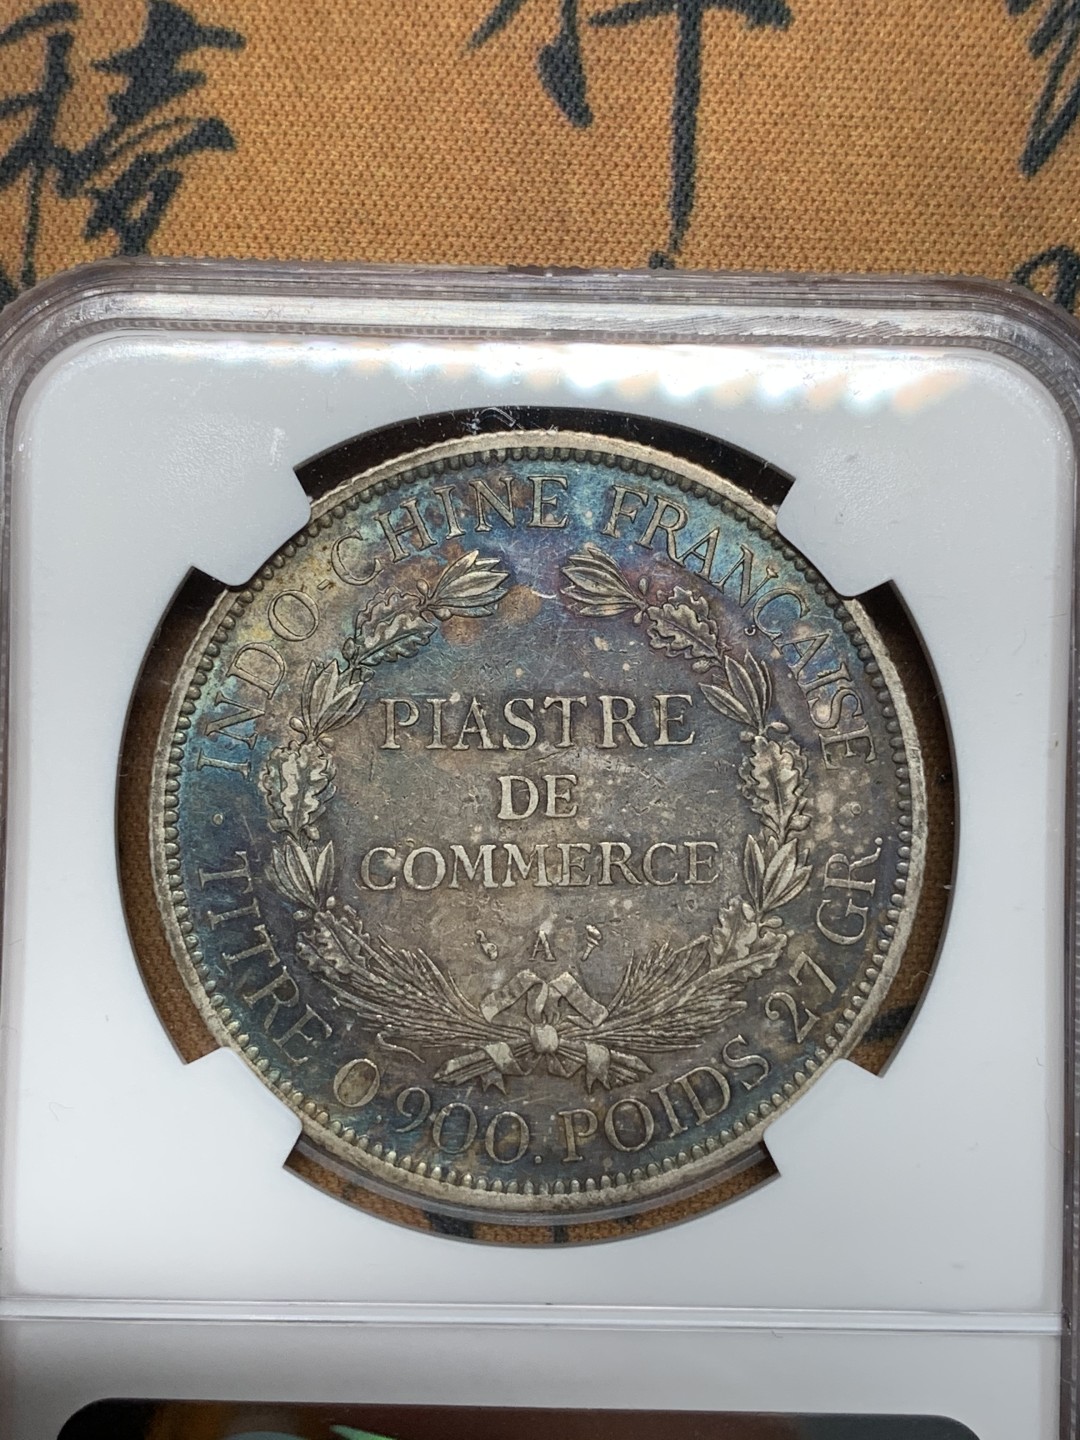 INDO-CHINE FRANÇAISE
PIASTRE
DE
COMMERCE
A
TITRE 0.900. POIDS 27 GR.